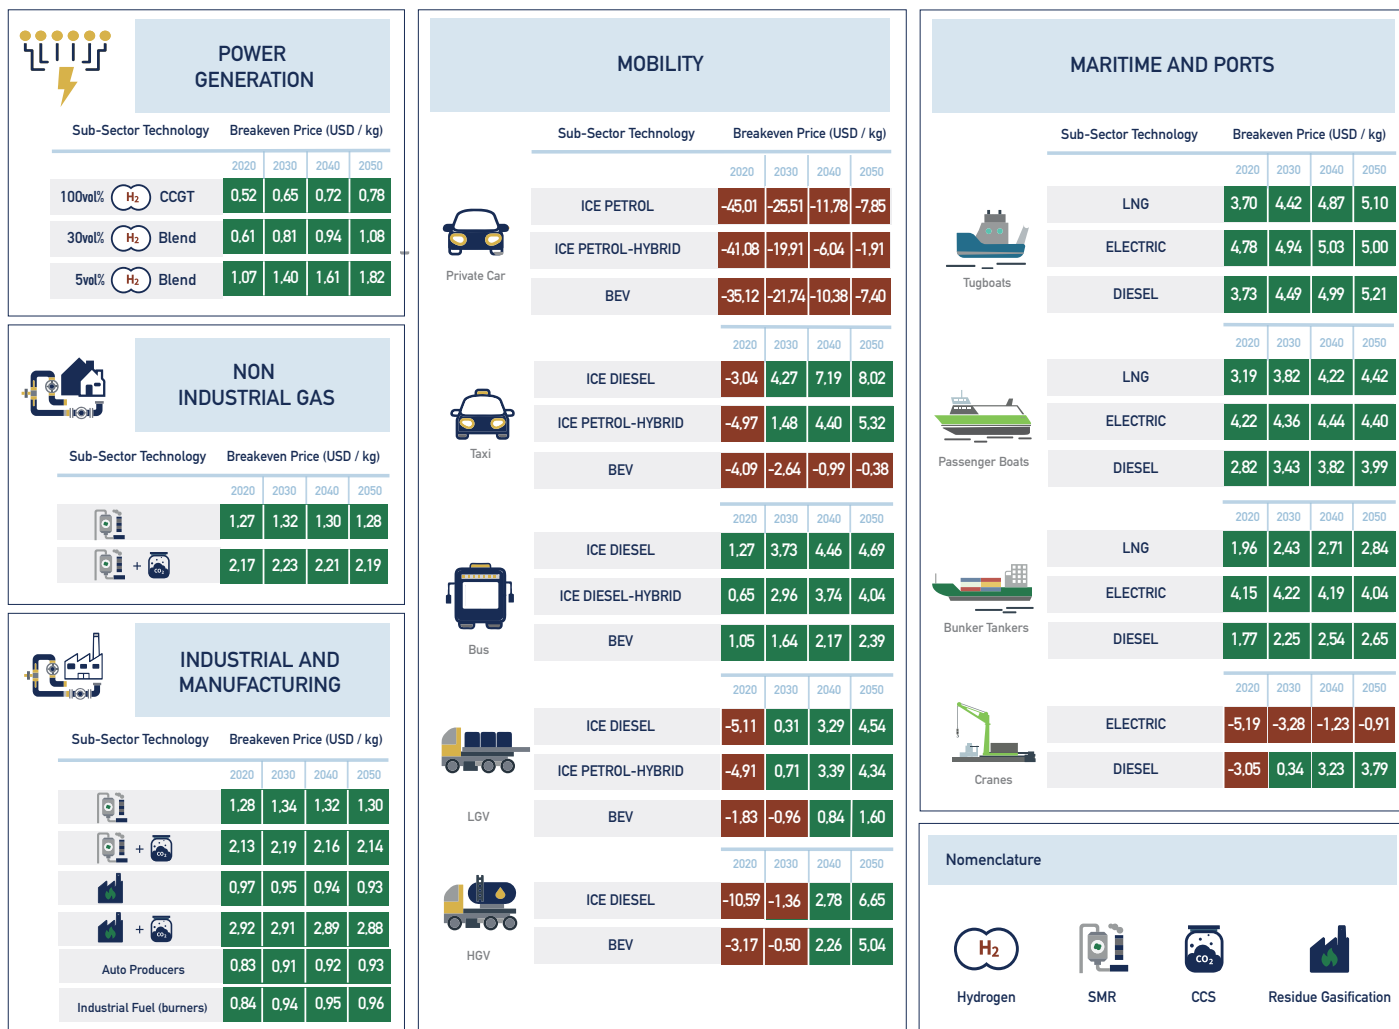 POWER
GENERATION
Sub-Sector Technology Breakeven Price (USD / kg)
2020 2030 2040 2050
100vol% H₂ CCGT 0,52 0,65 0,72 0,78
30vol% H₂ Blend 0,61 0,81 0,94 1,08
5vol% H₂ Blend 1,07 1,40 1,61 1,82
NON
INDUSTRIAL GAS
Sub-Sector Technology Breakeven Price (USD / kg)
2020 2030 2040 2050
1,27 1,32 1,30 1,28
+ CO₂ 2,17 2,23 2,21 2,19
INDUSTRIAL AND
MANUFACTURING
Sub-Sector Technology Breakeven Price (USD / kg)
2020 2030 2040 2050
1,28 1,34 1,32 1,30
+ CO₂ 2,13 2,19 2,16 2,14
0,97 0,95 0,94 0,93
+ CO₂ 2,92 2,91 2,89 2,88
Auto Producers 0,83 0,91 0,92 0,93
Industrial Fuel (burners) 0,84 0,94 0,95 0,96
MOBILITY
Sub-Sector Technology Breakeven Price (USD / kg)
2020 2030 2040 2050
ICE PETROL -45,01 -25,51 -11,78 -7,85
ICE PETROL-HYBRID -41,08 -19,91 -6,04 -1,91
Private Car
BEV -35,12 -21,74 -10,38 -7,40
2020 2030 2040 2050
ICE DIESEL -3,04 4,27 7,19 8,02
ICE PETROL-HYBRID -4,97 1,48 4,40 5,32
Taxi
BEV -4,09 -2,64 -0,99 -0,38
2020 2030 2040 2050
ICE DIESEL 1,27 3,73 4,46 4,69
ICE DIESEL-HYBRID 0,65 2,96 3,74 4,04
BEV 1,05 1,64 2,17 2,39
Bus
2020 2030 2040 2050
ICE DIESEL -5,11 0,31 3,29 4,54
ICE PETROL-HYBRID -4,91 0,71 3,39 4,34
LGV
BEV -1,83 -0,96 0,84 1,60
2020 2030 2040 2050
ICE DIESEL -10,59 -1,36 2,78 6,65
BEV -3,17 -0,50 2,26 5,04
HGV
MARITIME AND PORTS
Sub-Sector Technology Breakeven Price (USD / kg)
2020 2030 2040 2050
LNG 3,70 4,42 4,87 5,10
ELECTRIC 4,78 4,94 5,03 5,00
Tugboats
DIESEL 3,73 4,49 4,99 5,21
2020 2030 2040 2050
LNG 3,19 3,82 4,22 4,42
ELECTRIC 4,22 4,36 4,44 4,40
Passenger Boats
DIESEL 2,82 3,43 3,82 3,99
2020 2030 2040 2050
LNG 1,96 2,43 2,71 2,84
ELECTRIC 4,15 4,22 4,19 4,04
Bunker Tankers
DIESEL 1,77 2,25 2,54 2,65
2020 2030 2040 2050
ELECTRIC -5,19 -3,28 -1,23 -0,91
DIESEL -3,05 0,34 3,23 3,79
Cranes
Nomenclature
H₂ CO₂
Hydrogen SMR CCS Residue Gasification